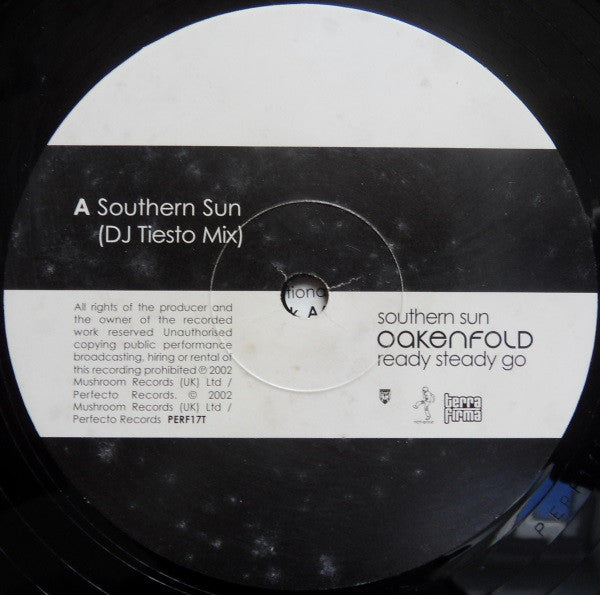 A Southern Sun
(DJ Tiesto Mix)
All rights of the producer and
the owner of the recorded
work reserved Unauthorised
copying public performance
broadcasting, hiring or rental of
this recording prohibited ℗ 2002
Mushroom Records (UK) Ltd /
Perfecto Records. © 2002
Mushroom Records (UK) Ltd /
Perfecto Records PERF17T
southern sun
OAKENFOLD
ready steady go
terra
firma